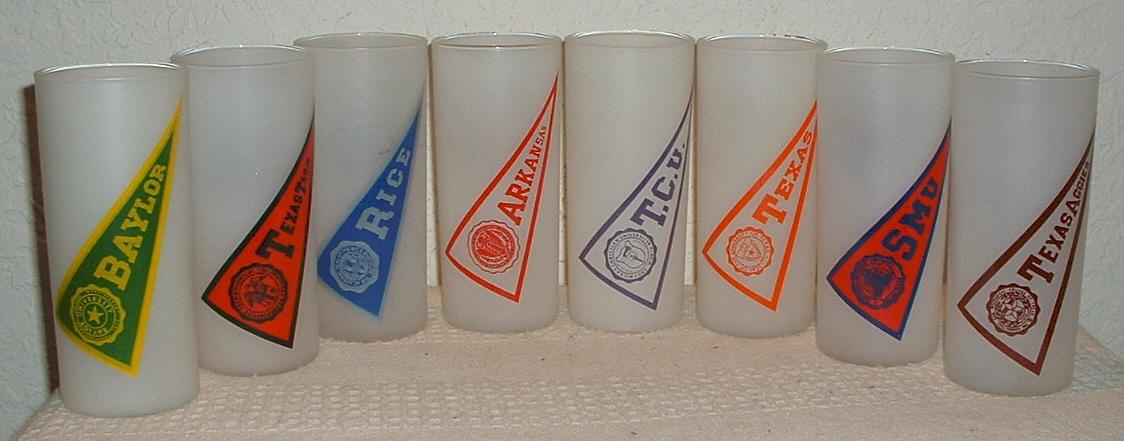 BAYLOR
TEXAS TECH
RICE
ARKANSAS
T.C.U.
TEXAS
SMU
TEXAS AGGIES